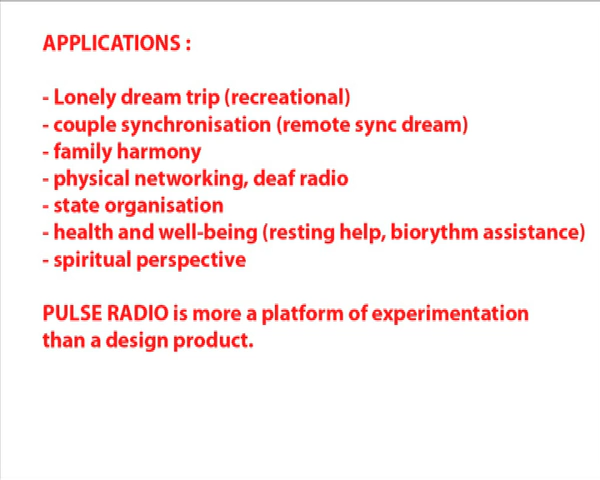 APPLICATIONS :
- Lonely dream trip (recreational)
- couple synchronisation (remote sync dream)
- family harmony
- physical networking, deaf radio
- state organisation
- health and well-being (resting help, biorythm assistance)
- spiritual perspective
PULSE RADIO is more a platform of experimentation
than a design product.